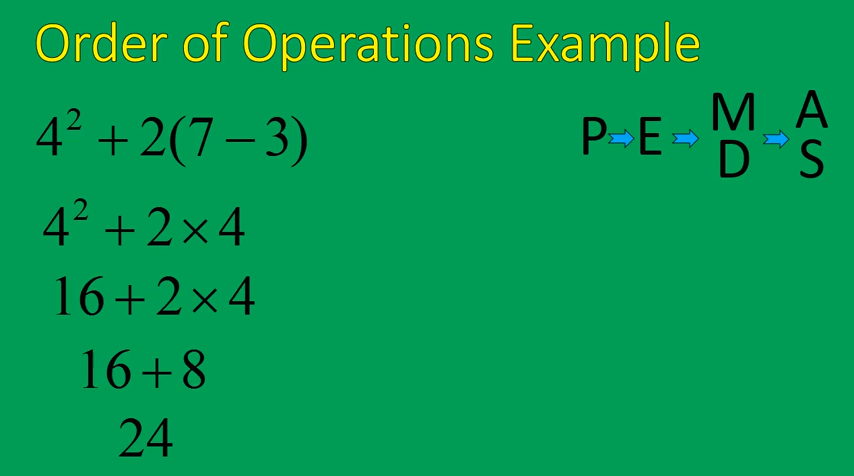 Order of Operations Example
4² + 2(7 − 3)
P E M D A S
4² + 2 × 4
16 + 2 × 4
16 + 8
24